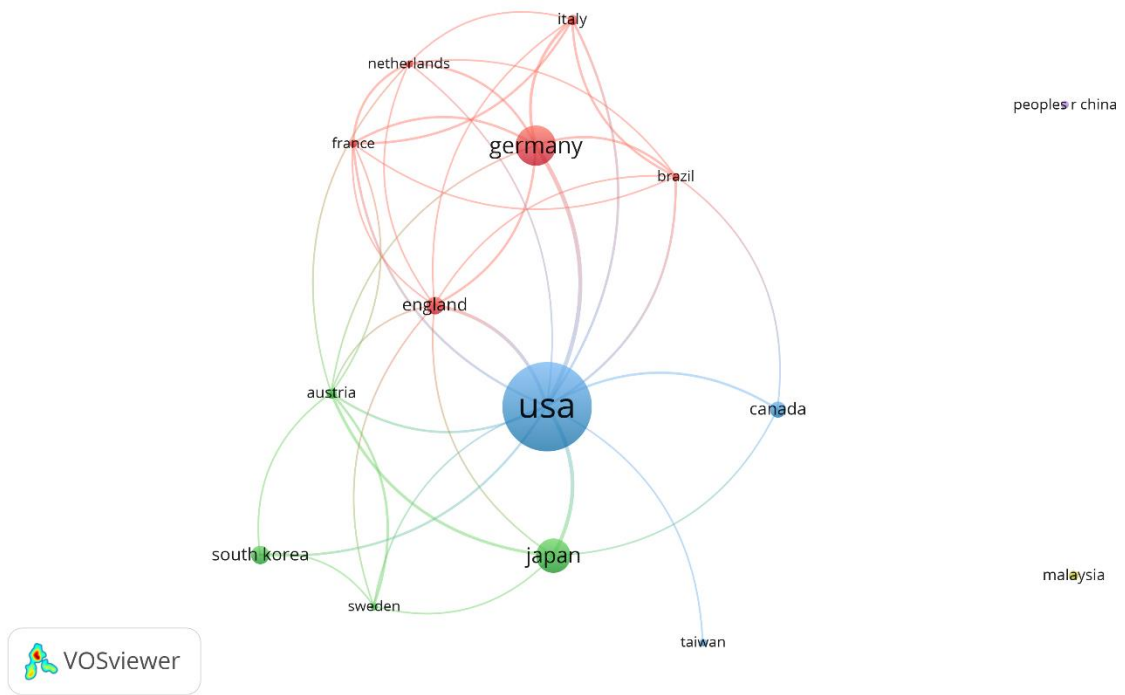 italy
netherlands
peoples r china
france
germany
brazil
england
austria
usa
canada
south korea
japan
malaysia
sweden
taiwan
VOSviewer